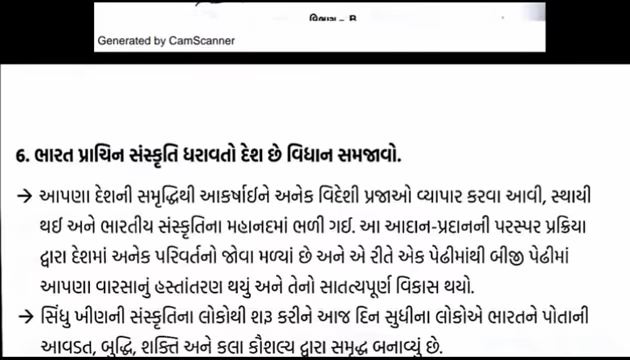 વિભાગ – B
Generated by CamScanner
6. ભારત પ્રાચિન સંસ્કૃતિ ધરાવતો દેશ છે વિધાન સમજાવો.
→ આપણા દેશની સમૃદ્ધિથી આકર્ષાઈને અનેક વિદેશી પ્રજાઓ વ્યાપાર કરવા આવી, સ્થાયી
થઈ અને ભારતીય સંસ્કૃતિના મહાનદમાં ભળી ગઈ. આ આદાન-પ્રદાનની પરસ્પર પ્રક્રિયા
દ્વારા દેશમાં અનેક પરિવર્તનો જોવા મળ્યાં છે અને એ રીતે એક પેઢીમાંથી બીજી પેઢીમાં
આપણા વારસાનું હસ્તાંતરણ થયું અને તેનો સાતત્યપૂર્ણ વિકાસ થયો.
→ સિંધુ ખીણની સંસ્કૃતિના લોકોથી શરૂ કરીને આજ દિન સુધીના લોકોએ ભારતને પોતાની
આવડત, બુદ્ધિ, શક્તિ અને કલા કૌશલ્ય દ્વારા સમૃદ્ધ બનાવ્યું છે.